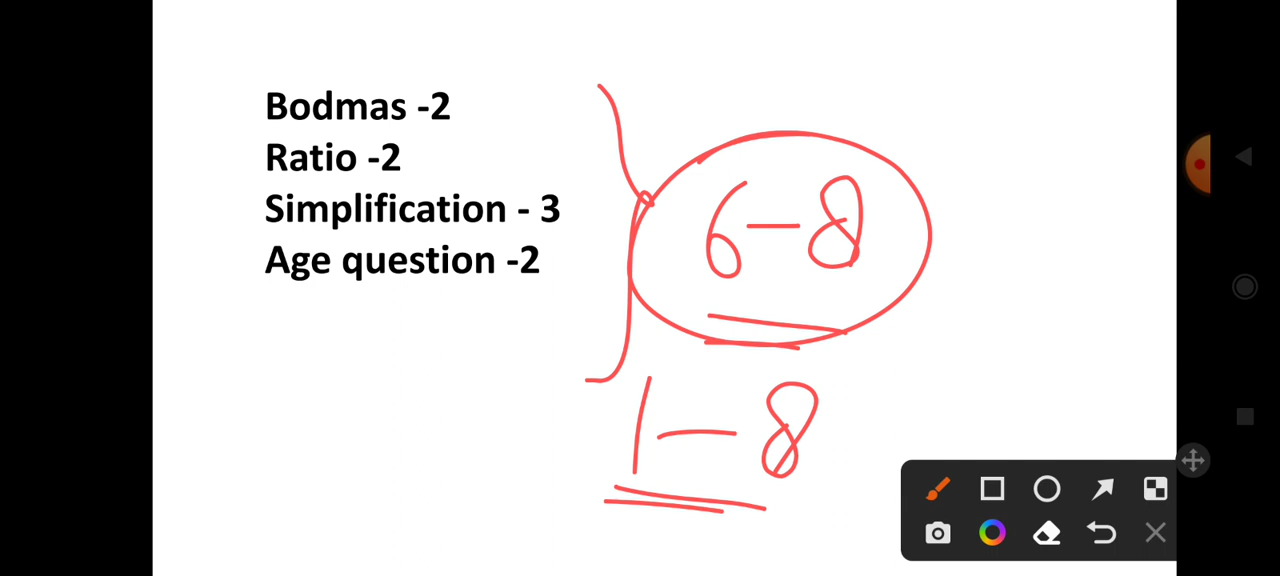 Bodmas -2
Ratio -2
Simplification - 3
Age question -2
6-8
1-8